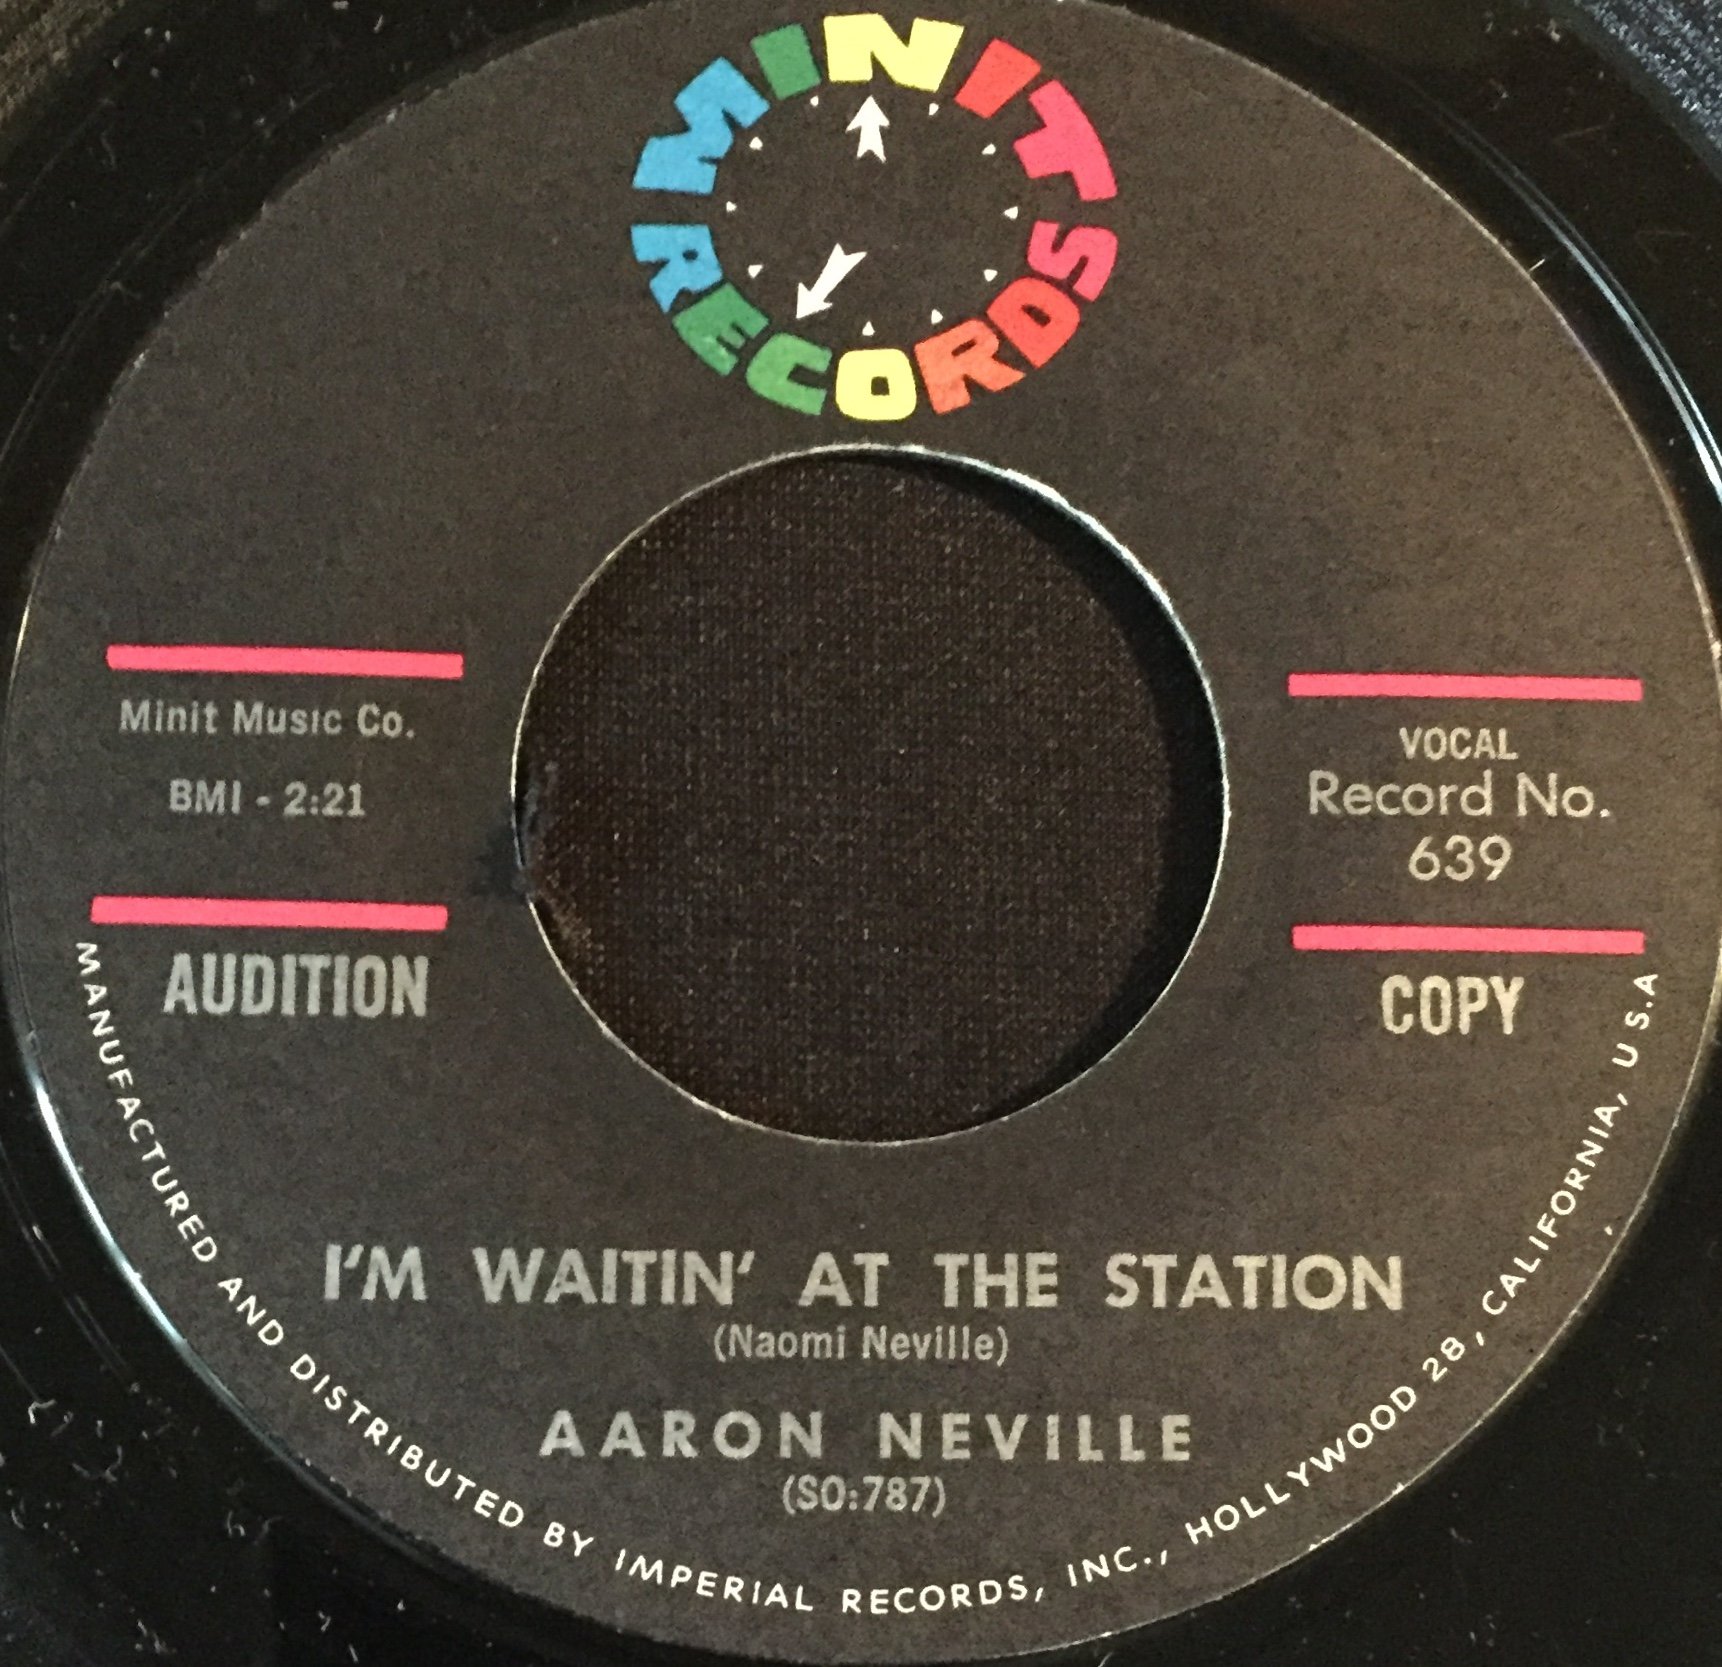 MINIT
RECORDS
Minit Music Co.
BMI - 2:21
VOCAL
Record No.
639
AUDITION
COPY
I'M WAITIN' AT THE STATION
(Naomi Neville)
AARON NEVILLE
(SO:787)
MANUFACTURED AND DISTRIBUTED BY IMPERIAL RECORDS, INC., HOLLYWOOD 28, CALIFORNIA, U.S.A